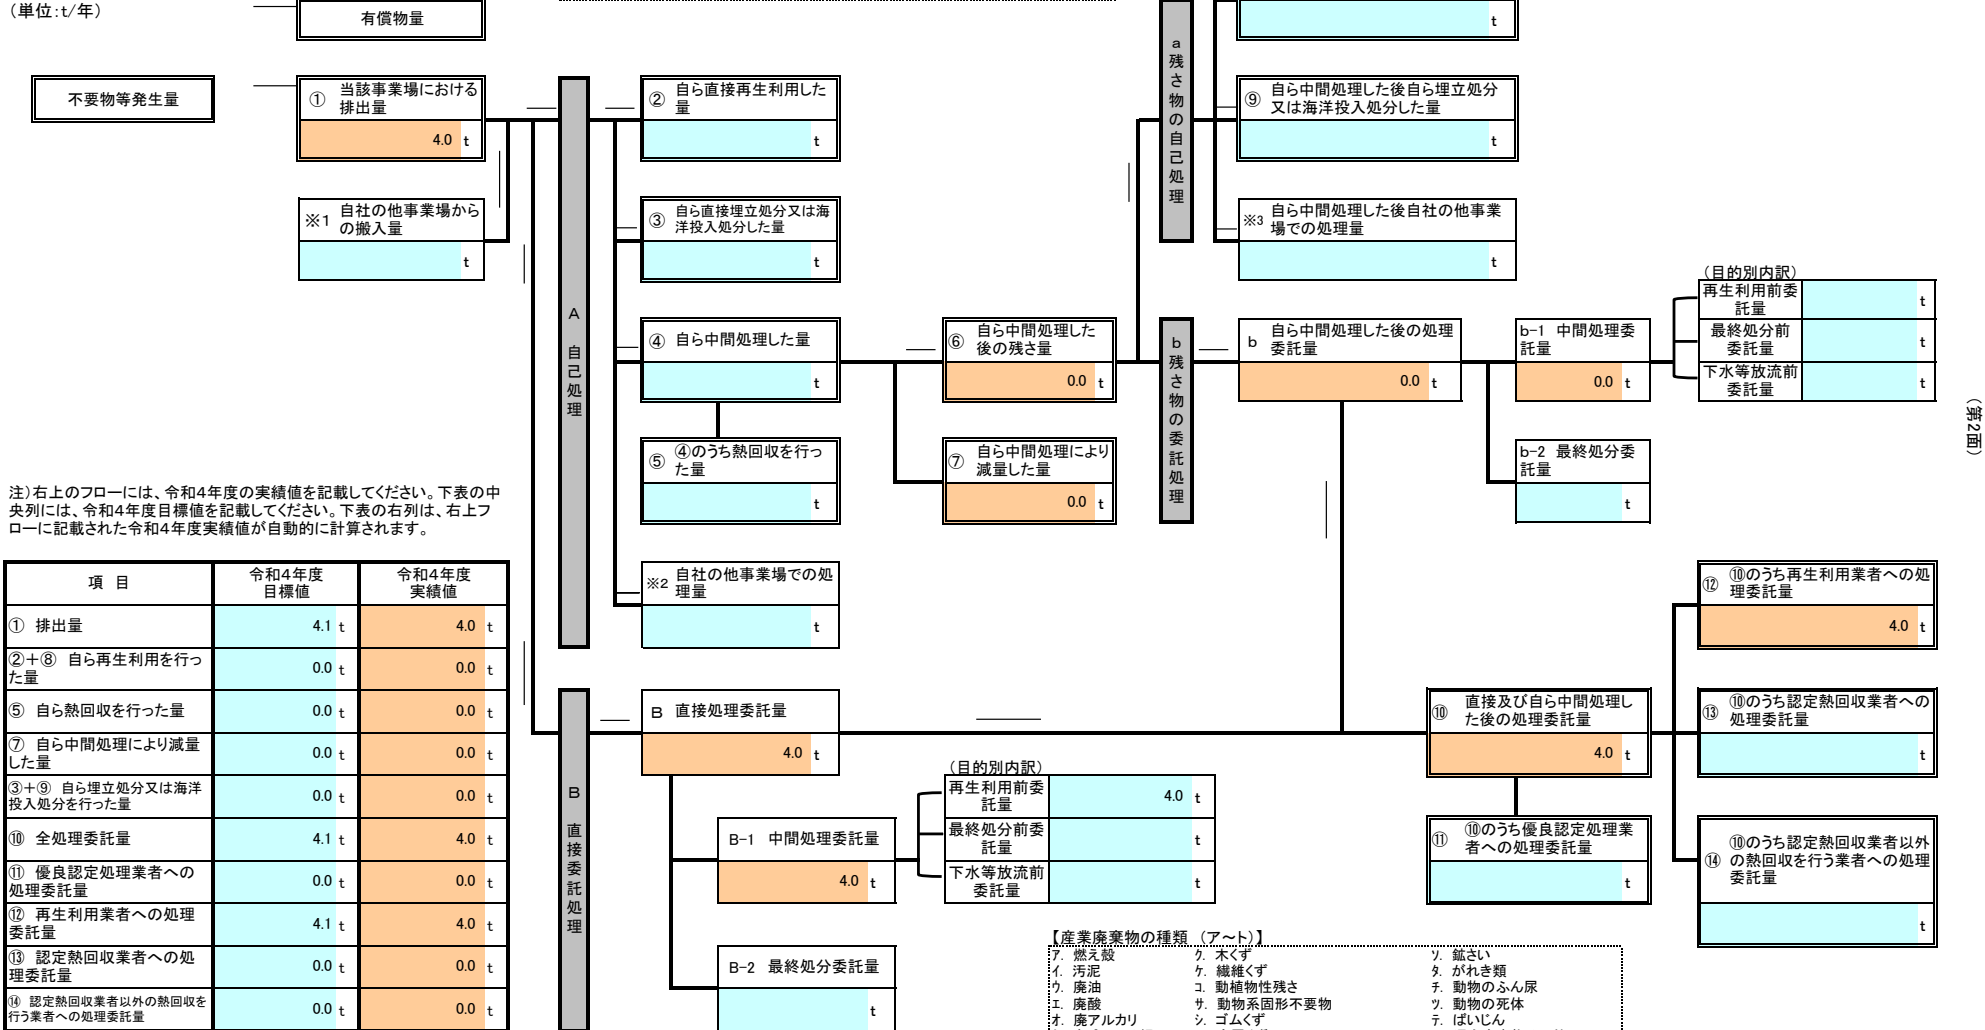 （単位:t/年）
有償物量
t
不要物等発生量
① 当該事業場における
排出量
4.0 t
② 自ら直接再生利用した
量
t
⑨ 自ら中間処理した後自ら埋立処分
又は海洋投入処分した量
t
a 残さ物の自己処理
※1 自社の他事業場から
の搬入量
t
③ 自ら直接埋立処分又は海
洋投入処分した量
t
※3 自ら中間処理した後自社の他事業
場での処理量
t
A 自己処理
④ 自ら中間処理した量
t
⑥ 自ら中間処理した
後の残さ量
0.0 t
b 残さ物の委託処理
b 自ら中間処理した後の処理
委託量
0.0 t
b-1 中間処理委
託量
0.0 t
（目的別内訳）
再生利用前委
託量
t
最終処分前
委託量
t
下水等放流前
委託量
t
（第2面）
⑤ ④のうち熱回収を行っ
た量
t
⑦ 自ら中間処理により
減量した量
0.0 t
b-2 最終処分委
託量
t
注）右上のフローには、令和4年度の実績値を記載してください。下表の中
央列には、令和4年度目標値を記載してください。下表の右列は、右上フ
ローに記載された令和4年度実績値が自動的に計算されます。
※2 自社の他事業場での処
理量
t
項 目
令和4年度
目標値
令和4年度
実績値
① 排出量 4.1 t 4.0 t
②＋⑧ 自ら再生利用を行っ
た量 0.0 t 0.0 t
⑤ 自ら熱回収を行った量 0.0 t 0.0 t
⑦ 自ら中間処理により減量
した量 0.0 t 0.0 t
③＋⑨ 自ら埋立処分又は海洋
投入処分を行った量 0.0 t 0.0 t
⑩ 全処理委託量 4.1 t 4.0 t
⑪ 優良認定処理業者への
処理委託量 0.0 t 0.0 t
⑫ 再生利用業者への処理
委託量 4.1 t 4.0 t
⑬ 認定熱回収業者への処
理委託量 0.0 t 0.0 t
⑭ 認定熱回収業者以外の熱回収を
行う業者への処理委託量 0.0 t 0.0 t
B 直接委託処理
B 直接処理委託量
4.0 t
B-1 中間処理委託量
4.0 t
B-2 最終処分委託量
t
（目的別内訳）
再生利用前委
託量
4.0 t
最終処分前委
託量
t
下水等放流前
委託量
t
⑩ 直接及び自ら中間処理し
た後の処理委託量
4.0 t
⑪ ⑩のうち優良認定処理業
者への処理委託量
t
⑫ ⑩のうち再生利用業者への処
理委託量
4.0 t
⑬ ⑩のうち認定熱回収業者への
処理委託量
t
⑭ ⑩のうち認定熱回収業者以外
の熱回収を行う業者への処理
委託量
t
【産業廃棄物の種類 （ア～ト）】
ア. 燃え殻 ク. 木くず ソ. 鉱さい
イ. 汚泥 ケ. 繊維くず タ. がれき類
ウ. 廃油 コ. 動植物性残さ チ. 動物のふん尿
エ. 廃酸 サ. 動物系固形不要物 ツ. 動物の死体
オ. 廃アルカリ シ. ゴムくず テ. ばいじん